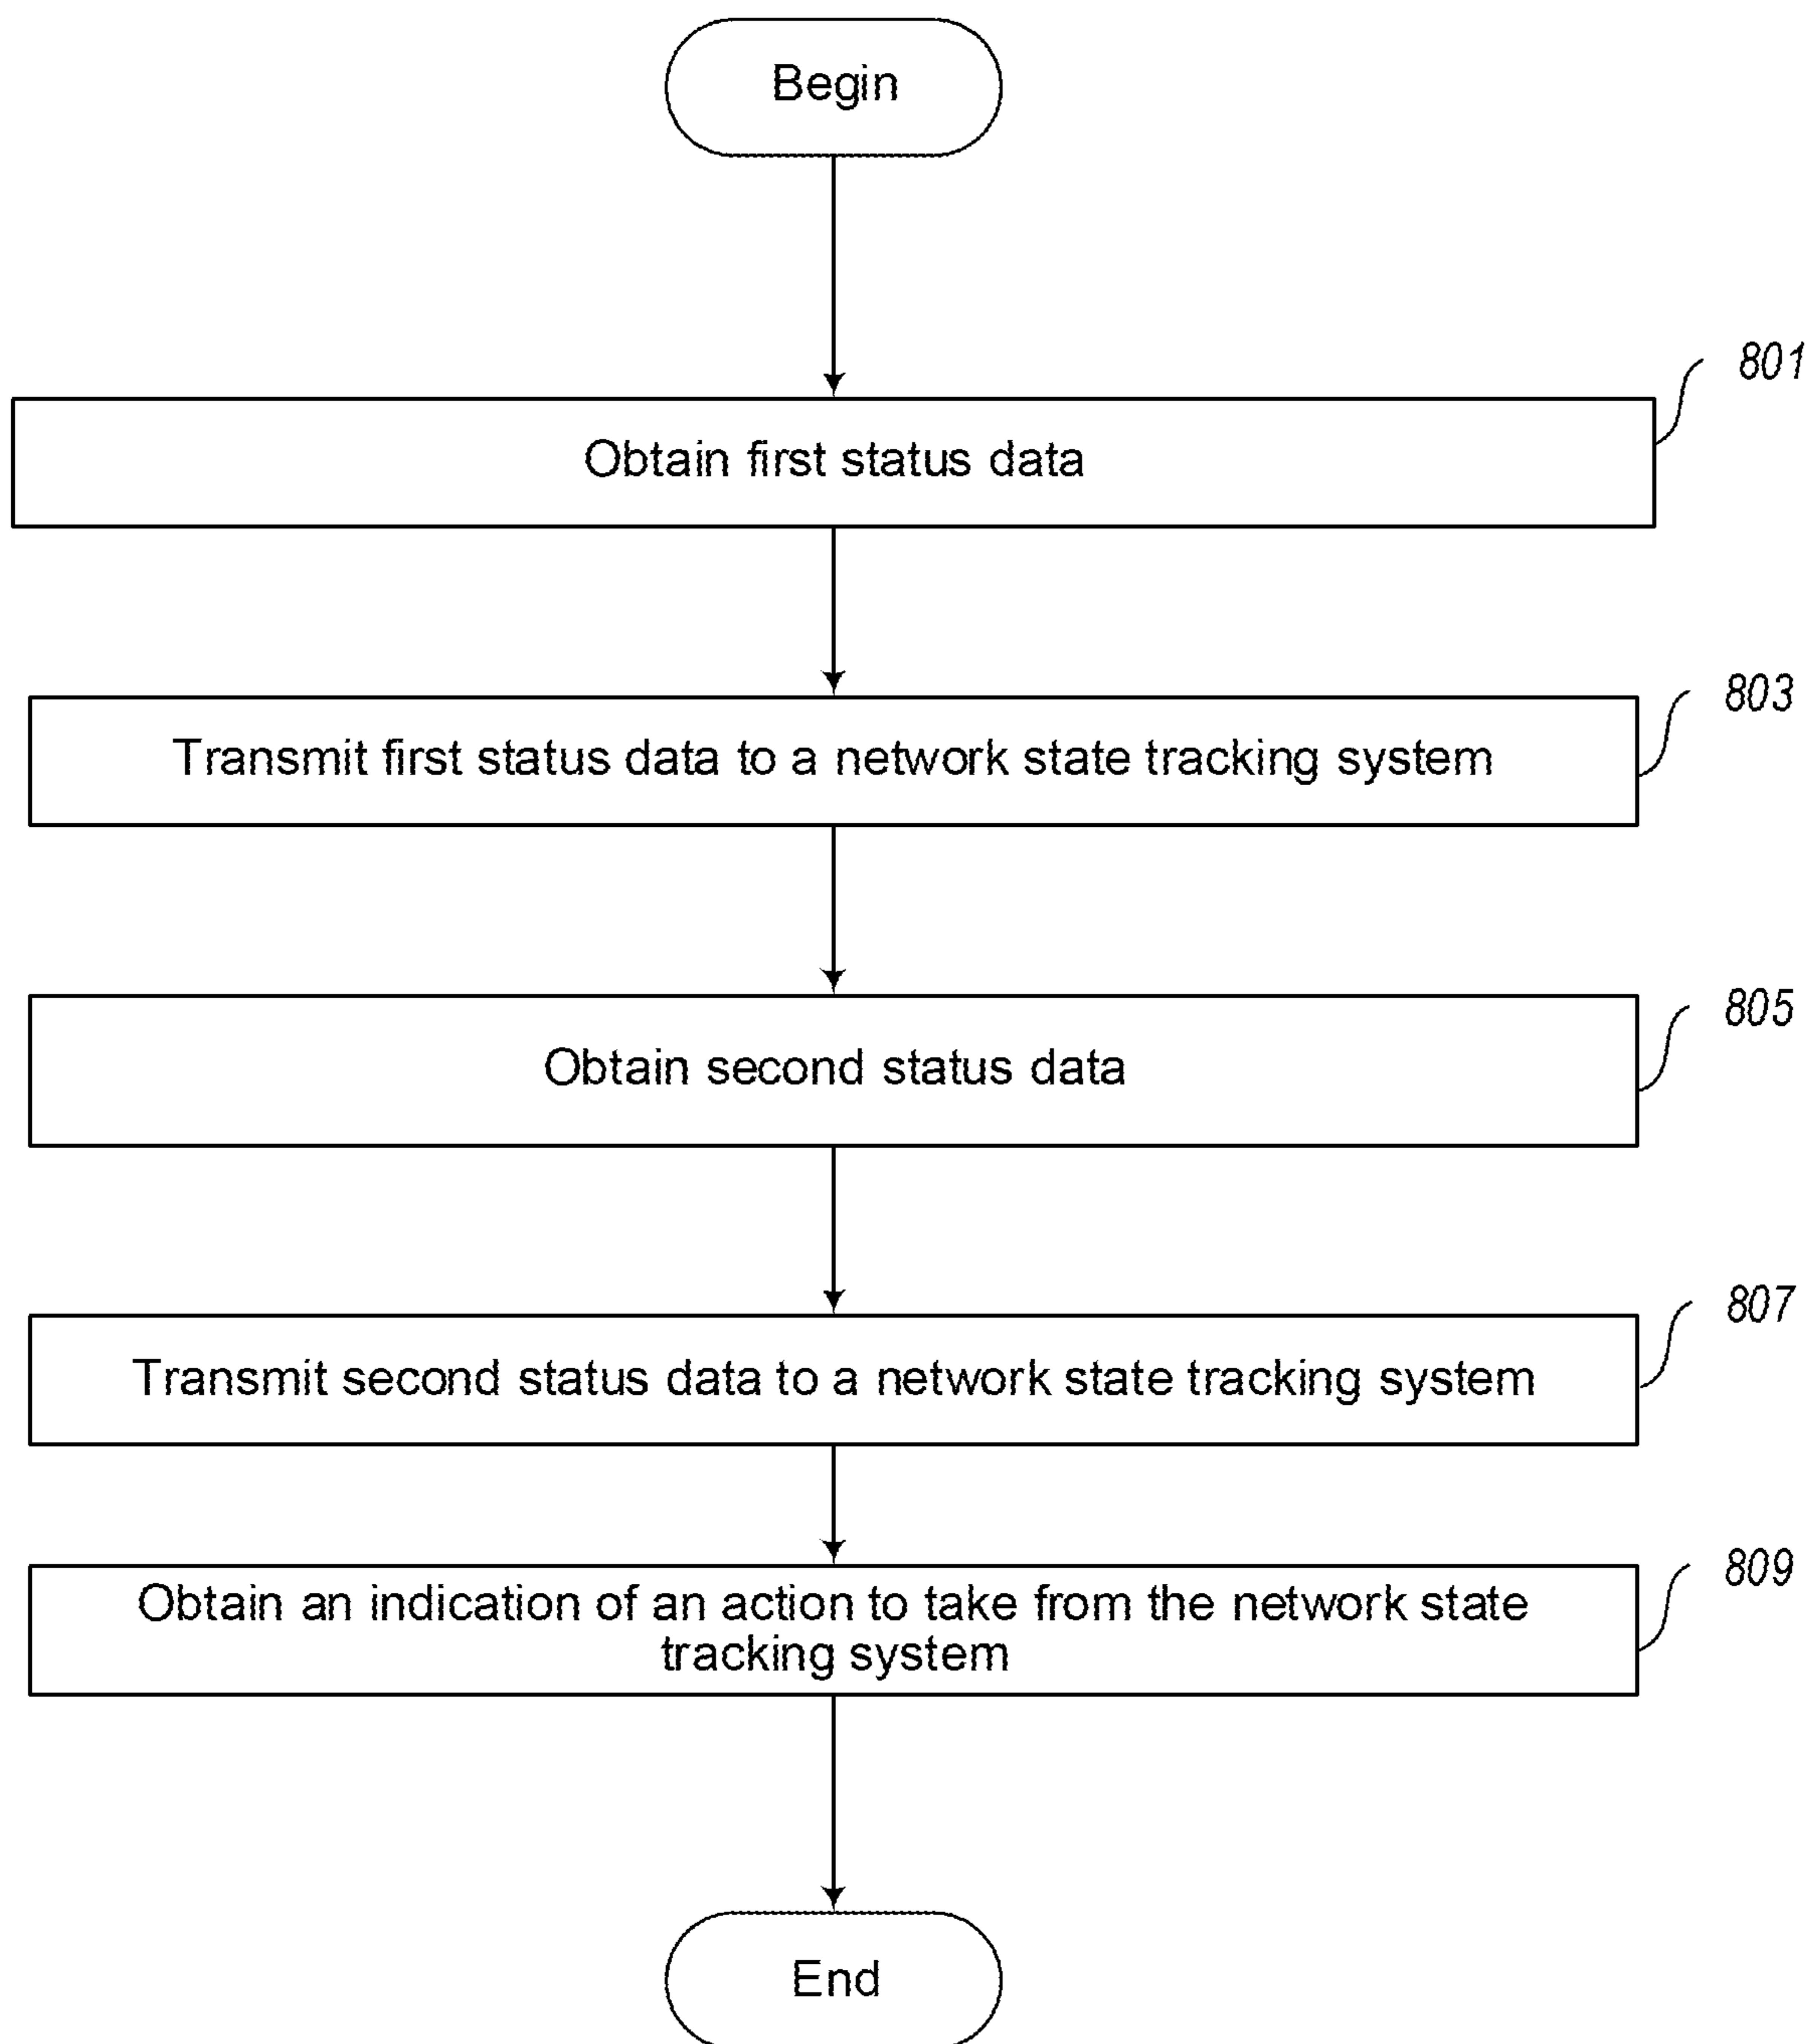 Begin
801
Obtain first status data
803
Transmit first status data to a network state tracking system
805
Obtain second status data
807
Transmit second status data to a network state tracking system
809
Obtain an indication of an action to take from the network state
tracking system
End